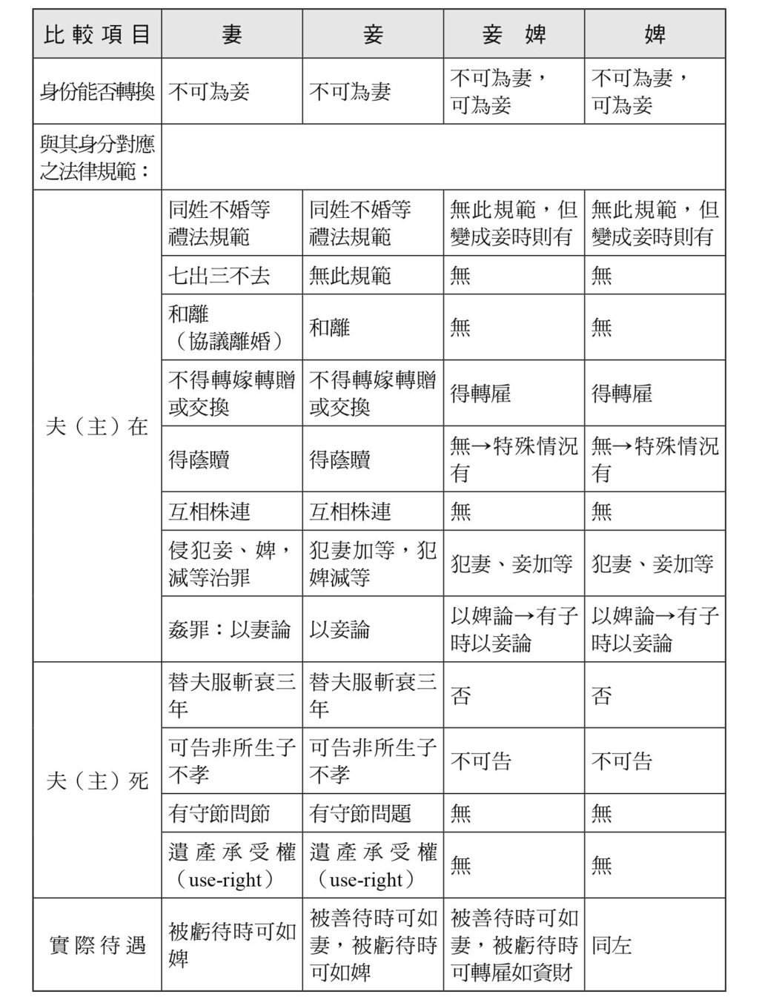 比較項目 妻 妾 妾婢 婢
身份能否轉換 不可為妾 不可為妻 不可為妻，可為妾 不可為妻，可為妾
與其身分對應
之法律規範：
夫（主）在
同姓不婚等禮法規範 同姓不婚等禮法規範 無此規範，但變成妾時則有 無此規範，但變成妾時則有
七出三不去 無此規範 無 無
和離（協議離婚） 和離 無 無
不得轉嫁轉贈或交換 不得轉嫁轉贈或交換 得轉雇 得轉雇
得蔭贖 得蔭贖 無→特殊情況有 無→特殊情況有
互相株連 互相株連 無 無
侵犯妾、婢，減等治罪 犯妻加等，犯婢減等 犯妻、妾加等 犯妻、妾加等
姦罪：以妻論 以妾論 以婢論→有子時以妾論 以婢論→有子時以妾論
夫（主）死
替夫服斬衰三年 替夫服斬衰三年 否 否
可告非所生子不孝 可告非所生子不孝 不可告 不可告
有守節問節 有守節問題 無 無
遺產承受權（use-right） 遺產承受權（use-right） 無 無
實際待遇 被虧待時可如婢 被善待時可如妻，被虧待時可如婢 被善待時可如妻，被虧待時可轉雇如資財 同左